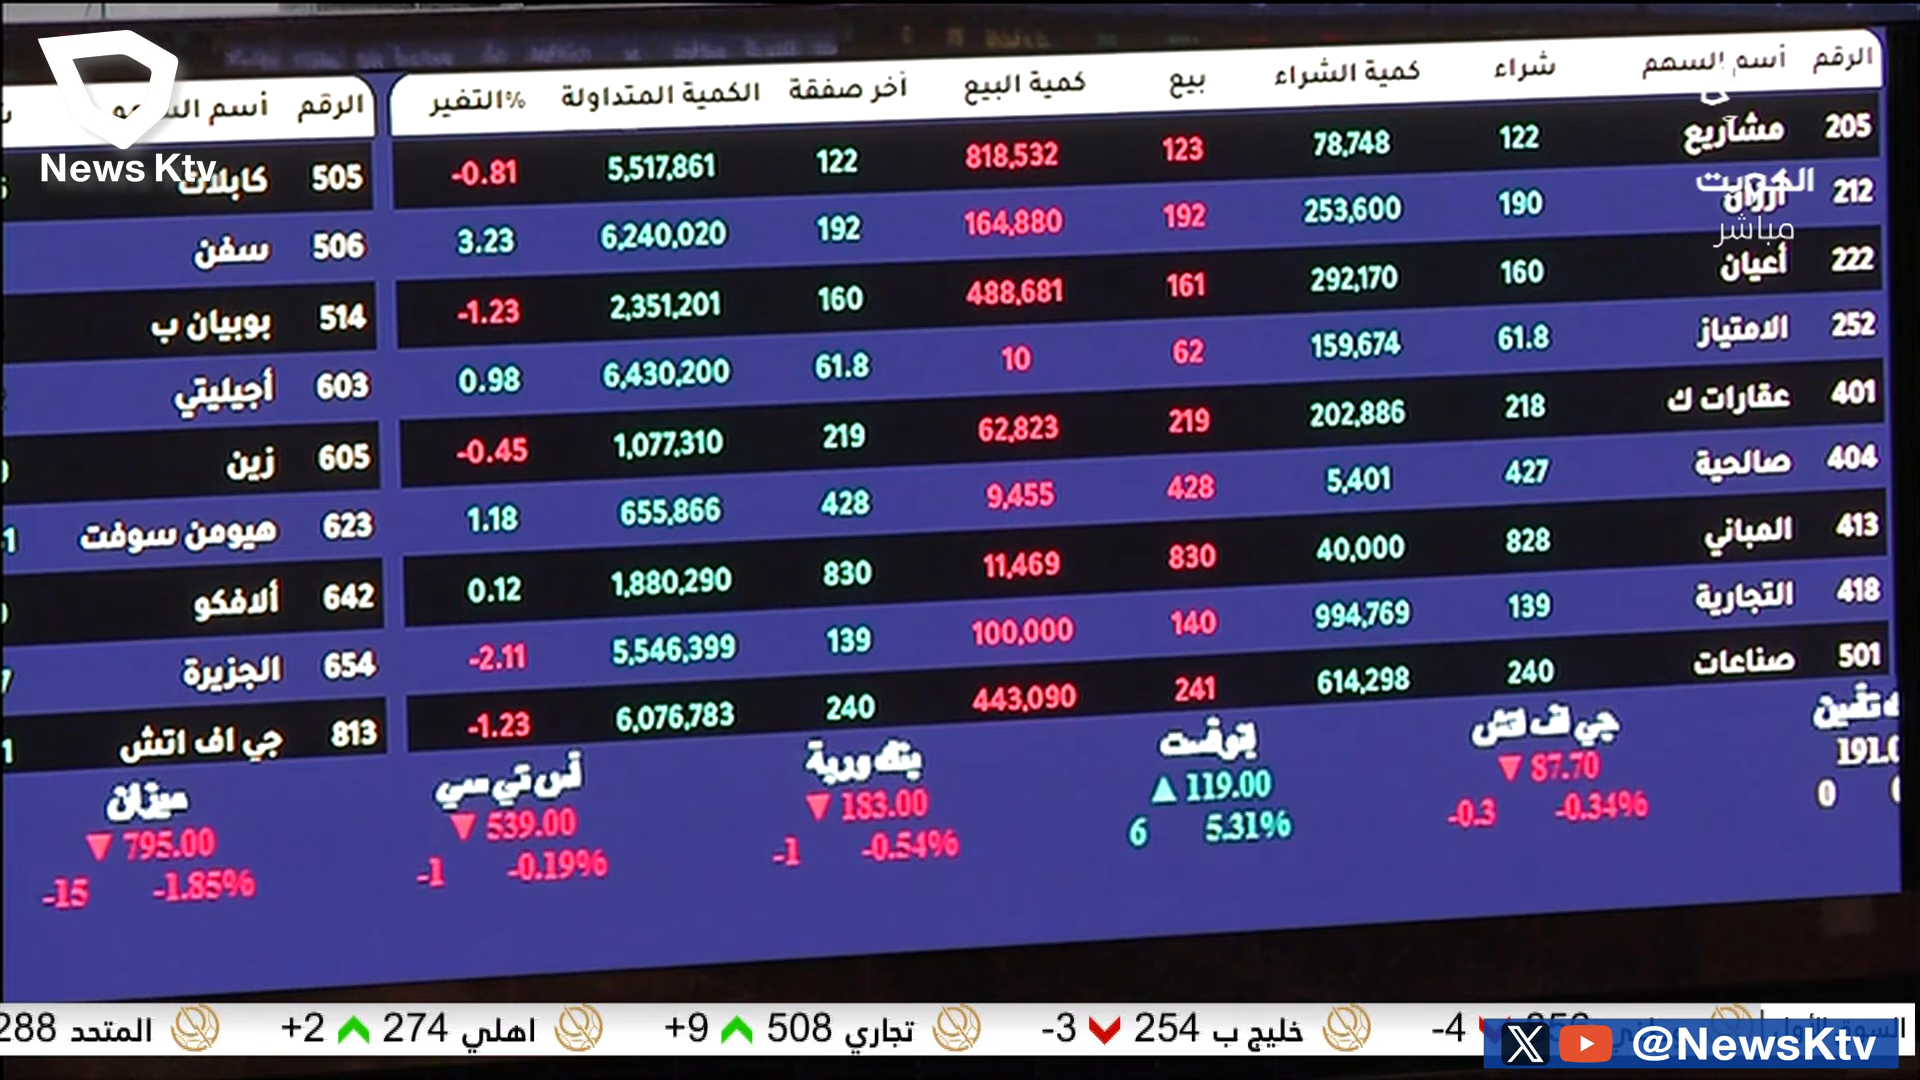 News Ktv
الكويت
مباشر
الرقم أسم السهم شراء كمية الشراء بيع كمية البيع آخر صفقة الكمية المتداولة التغير%
205 مشاريع 122 78,748 123 818,532 122 5,517,861 -0.81
212 أرزان 190 253,600 192 164,880 192 6,240,020 3.23
222 أعيان 160 292,170 161 488,681 160 2,351,201 -1.23
252 الامتياز 61.8 159,674 62 10 61.8 6,430,200 0.98
401 عقارات ك 218 202,886 219 62,823 219 1,077,310 -0.45
404 صالحية 427 5,401 428 9,455 428 655,866 1.18
413 المباني 828 40,000 830 11,469 830 1,880,290 0.12
418 التجارية 139 994,769 140 100,000 139 5,546,399 -2.11
501 صناعات 240 614,298 241 443,090 240 6,076,783 -1.23
الرقم أسم
505 كابلات
506 سفن
514 بوبيان ب
603 أجيليتي
605 زين
623 هيومن سوفت
642 ألافكو
654 الجزيرة
813 جي اف اتش
جي اف اتش
▼ 87.70
-0.3 -0.34%
▲ 119.00
6 5.31%
بنك وربة
▼ 183.00
-1 -0.54%
أس تي سي
▼ 539.00
-1 -0.19%
ميزان
▼ 795.00
-15 -1.85%
-4
خليج ب 254 -3
تجاري 508 +9
اهلي 274 +2
المتحد 288
@NewsKtv